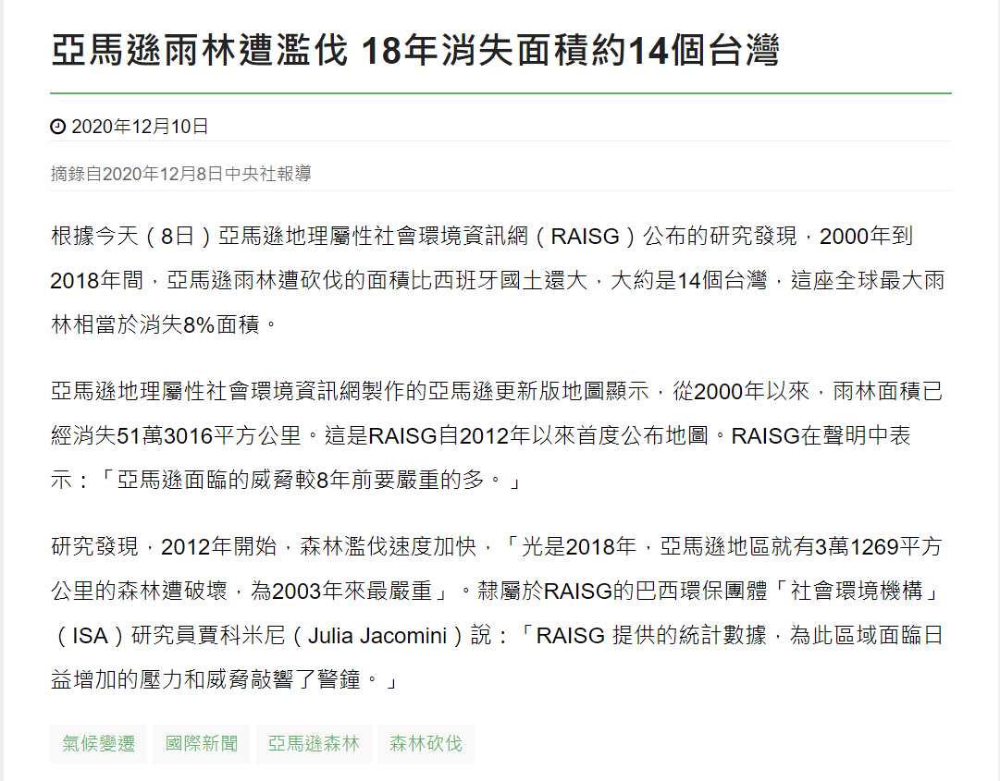 亞馬遜雨林遭濫伐 18年消失面積約14個台灣
2020年12月10日
摘錄自2020年12月8日中央社報導
根據今天（8日）亞馬遜地理屬性社會環境資訊網（RAISG）公布的研究發現，2000年到
2018年間，亞馬遜雨林遭砍伐的面積比西班牙國土還大，大約是14個台灣，這座全球最大雨
林相當於消失8%面積。
亞馬遜地理屬性社會環境資訊網製作的亞馬遜更新版地圖顯示，從2000年以來，雨林面積已
經消失51萬3016平方公里。這是RAISG自2012年以來首度公布地圖。RAISG在聲明中表
示：「亞馬遜面臨的威脅較8年前要嚴重的多。」
研究發現，2012年開始，森林濫伐速度加快，「光是2018年，亞馬遜地區就有3萬1269平方
公里的森林遭破壞，為2003年來最嚴重」。隸屬於RAISG的巴西環保團體「社會環境機構」
（ISA）研究員賈科米尼（Julia Jacomini）說：「RAISG 提供的統計數據，為此區域面臨日
益增加的壓力和威脅敲響了警鐘。」
氣候變遷 國際新聞 亞馬遜森林 森林砍伐